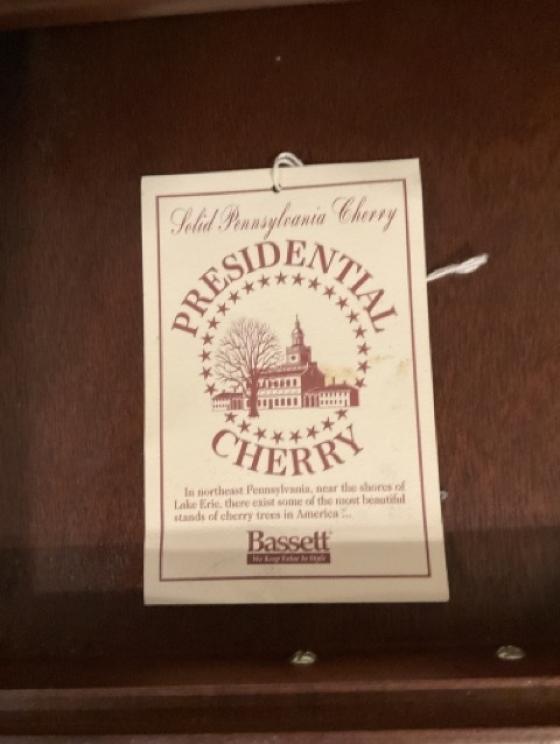 Solid Pennsylvania Cherry
PRESIDENTIAL
CHERRY
In northeast Pennsylvania, near the shores of
Lake Erie, there exist some of the most beautiful
stands of cherry trees in America ...
Bassett
We Keep Value In Style